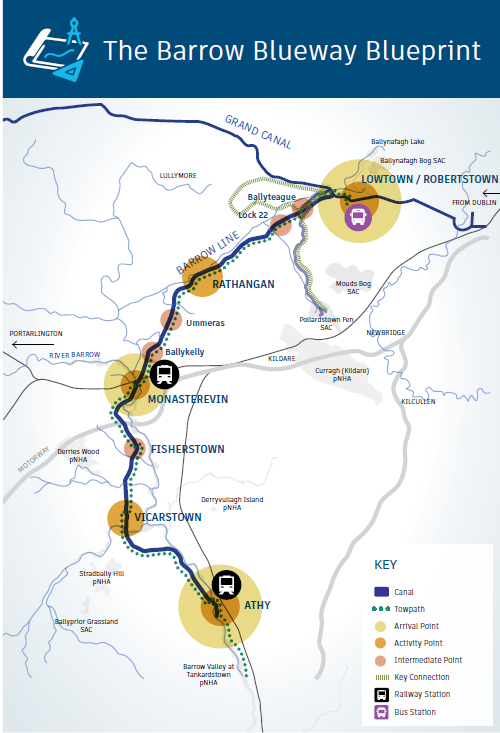 The Barrow Blueway Blueprint
GRAND CANAL
Ballynafagh Lake
Ballynafagh Bog SAC
LULLYMORE
LOWTOWN / ROBERTSTOWN
Ballyteague
FROM DUBLIN
Lock 22
BARROW LINE
RATHANGAN
Mouds Bog
SAC
Pollardstown Fen
SAC
Ummeras
PORTARLINGTON
NEWBRIDGE
RIVER BARROW
Ballykelly
KILDARE
Curragh (Kildare)
pNHA
MONASTEREVIN
KILCULLEN
MOTORWAY
Derries Wood
pNHA
FISHERSTOWN
Derryvullagh Island
pNHA
VICARSTOWN
Stradbally Hill
pNHA
ATHY
Ballyprior Grassland
SAC
Barrow Valley at
Tankardstown
pNHA
KEY
Canal
Towpath
Arrival Point
Activity Point
Intermediate Point
Key Connection
Railway Station
Bus Station